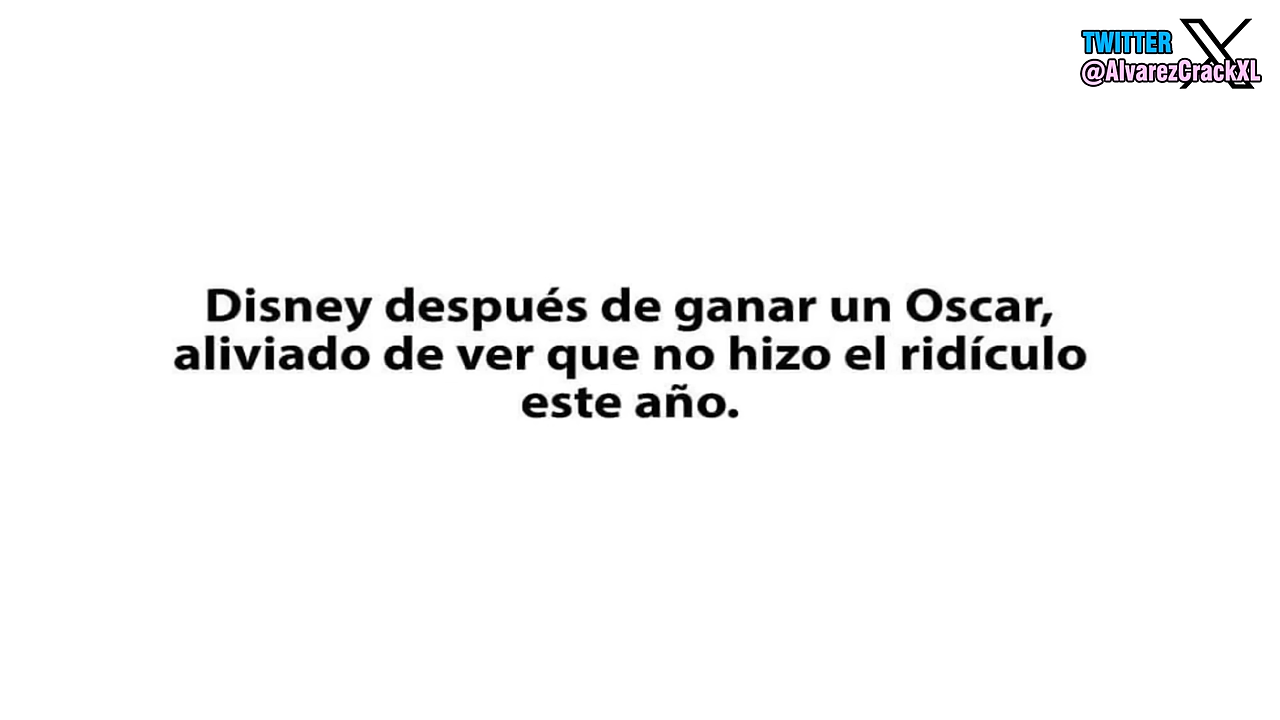 TWITTER
@AlvarezCrackXL
Disney después de ganar un Oscar,
aliviado de ver que no hizo el ridículo
este año.